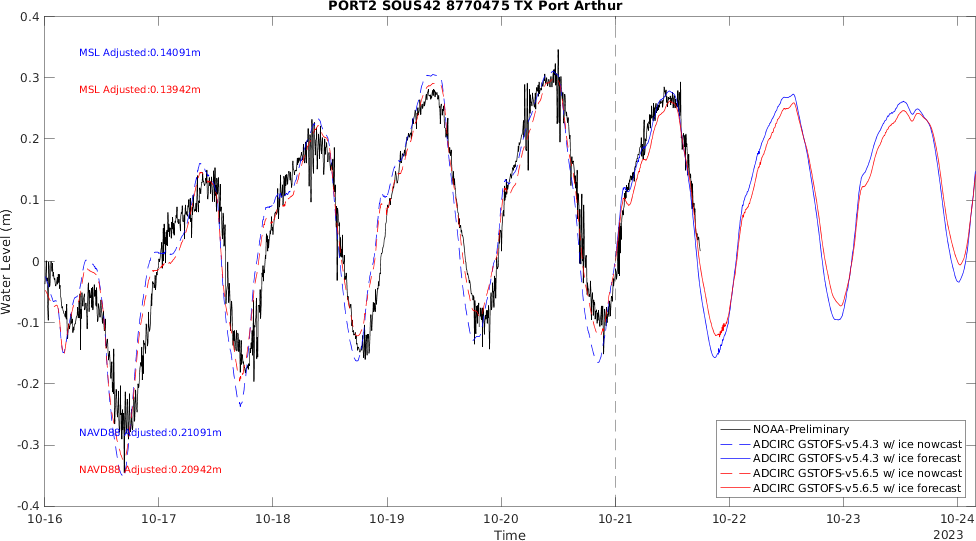 PORT2 SOUS42 8770475 TX Port Arthur
0.4
MSL Adjusted:0.14091m
0.3
MSL Adjusted:0.13942m
0.2
0.1
0
Water Level (m)
-0.1
-0.2
NAVD88 Adjusted:0.21091m
-0.3
NAVD88 Adjusted:0.20942m
-0.4
NOAA-Preliminary
ADCIRC GSTOFS-v5.4.3 w/ ice nowcast
ADCIRC GSTOFS-v5.4.3 w/ ice forecast
ADCIRC GSTOFS-v5.6.5 w/ ice nowcast
ADCIRC GSTOFS-v5.6.5 w/ ice forecast
10-16 10-17 10-18 10-19 10-20 10-21 10-22 10-23 10-24
Time
2023